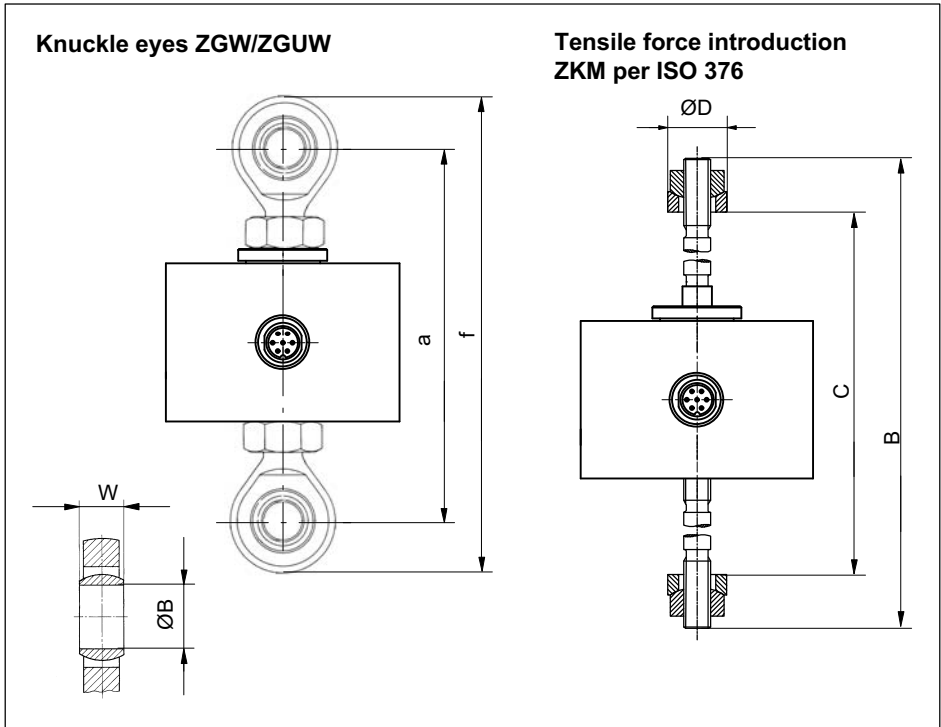 Knuckle eyes ZGW/ZGUW
Tensile force introduction
ZKM per ISO 376
ØD
a
f
C
B
W
ØB